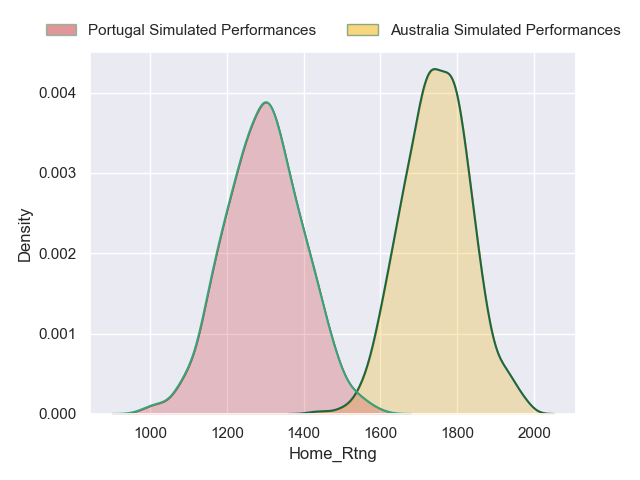 Portugal Simulated Performances Australia Simulated Performances
0.004
0.003
0.002
0.001
0.000
Density
1000 1200 1400 1600 1800 2000
Home_Rtng